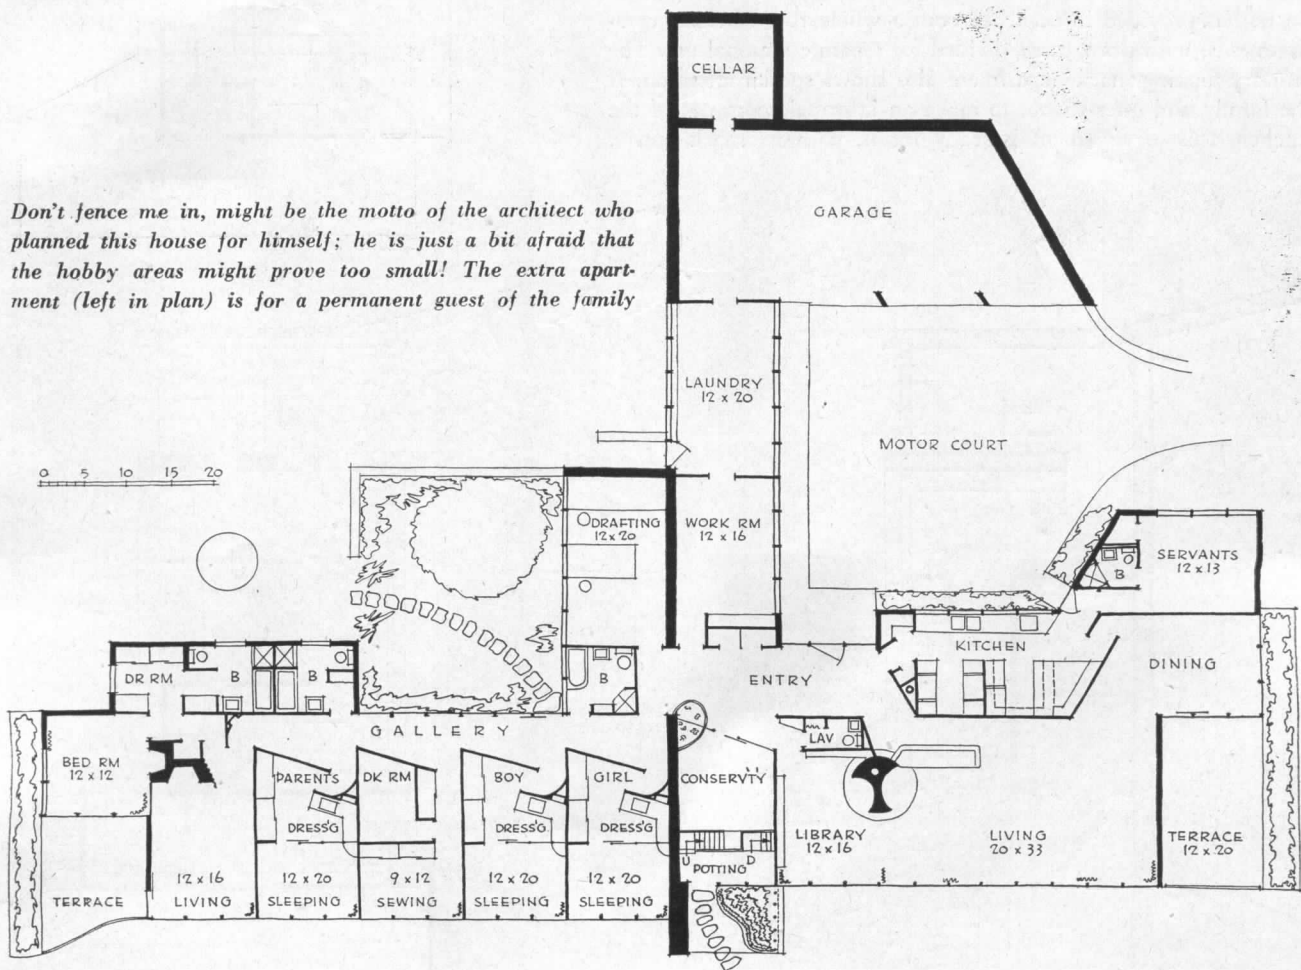 CELLAR
Don't fence me in, might be the motto of the architect who
planned this house for himself; he is just a bit afraid that
the hobby areas might prove too small! The extra apart-
ment (left in plan) is for a permanent guest of the family
GARAGE
LAUNDRY
12 x 20
MOTOR COURT
0 5 10 15 20
DRAFTING
12 x 20
WORK RM
12 x 16
SERVANTS
12 x 13
B
KITCHEN
DINING
DR RM
B
B
B
ENTRY
GALLERY
LAV
BED RM
12 x 12
PARENTS
DK RM
BOY
GIRL
CONSERVTY
DRESS'G
DRESS'G
DRESS'G
LIBRARY
12 x 16
LIVING
20 x 33
TERRACE
12 x 20
U
D
POTTING
12 x 16
LIVING
12 x 20
SLEEPING
9 x 12
SEWING
12 x 20
SLEEPING
12 x 20
SLEEPING
TERRACE